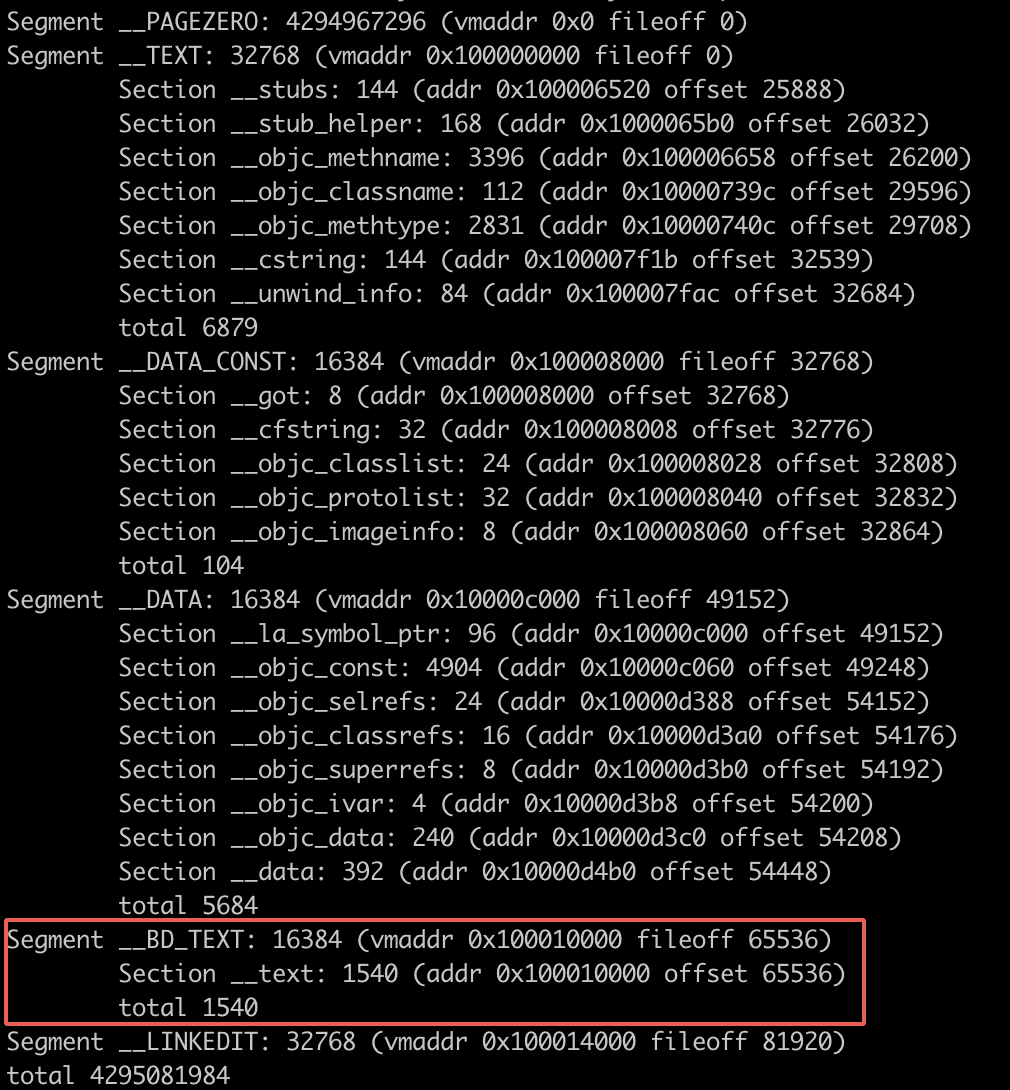 Segment __PAGEZERO: 4294967296 (vmaddr 0x0 fileoff 0)
Segment __TEXT: 32768 (vmaddr 0x100000000 fileoff 0)
Section __stubs: 144 (addr 0x100006520 offset 25888)
Section __stub_helper: 168 (addr 0x1000065b0 offset 26032)
Section __objc_methname: 3396 (addr 0x100006658 offset 26200)
Section __objc_classname: 112 (addr 0x10000739c offset 29596)
Section __objc_methtype: 2831 (addr 0x10000740c offset 29708)
Section __cstring: 144 (addr 0x100007f1b offset 32539)
Section __unwind_info: 84 (addr 0x100007fac offset 32684)
total 6879
Segment __DATA_CONST: 16384 (vmaddr 0x100008000 fileoff 32768)
Section __got: 8 (addr 0x100008000 offset 32768)
Section __cfstring: 32 (addr 0x100008008 offset 32776)
Section __objc_classlist: 24 (addr 0x100008028 offset 32808)
Section __objc_protolist: 32 (addr 0x100008040 offset 32832)
Section __objc_imageinfo: 8 (addr 0x100008060 offset 32864)
total 104
Segment __DATA: 16384 (vmaddr 0x10000c000 fileoff 49152)
Section __la_symbol_ptr: 96 (addr 0x10000c000 offset 49152)
Section __objc_const: 4904 (addr 0x10000c060 offset 49248)
Section __objc_selrefs: 24 (addr 0x10000d388 offset 54152)
Section __objc_classrefs: 16 (addr 0x10000d3a0 offset 54176)
Section __objc_superrefs: 8 (addr 0x10000d3b0 offset 54192)
Section __objc_ivar: 4 (addr 0x10000d3b8 offset 54200)
Section __objc_data: 240 (addr 0x10000d3c0 offset 54208)
Section __data: 392 (addr 0x10000d4b0 offset 54448)
total 5684
Segment __BD_TEXT: 16384 (vmaddr 0x100010000 fileoff 65536)
Section __text: 1540 (addr 0x100010000 offset 65536)
total 1540
Segment __LINKEDIT: 32768 (vmaddr 0x100014000 fileoff 81920)
total 4295081984